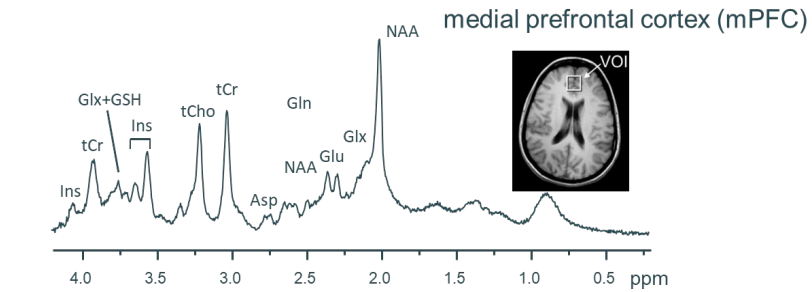 medial prefrontal cortex (mPFC)
NAA
VOI
Glx+GSH
tCr
Gln
Ins
tCho
tCr
Glx
Ins
NAA
Glu
Asp
4.0 3.5 3.0 2.5 2.0 1.5 1.0 0.5 ppm